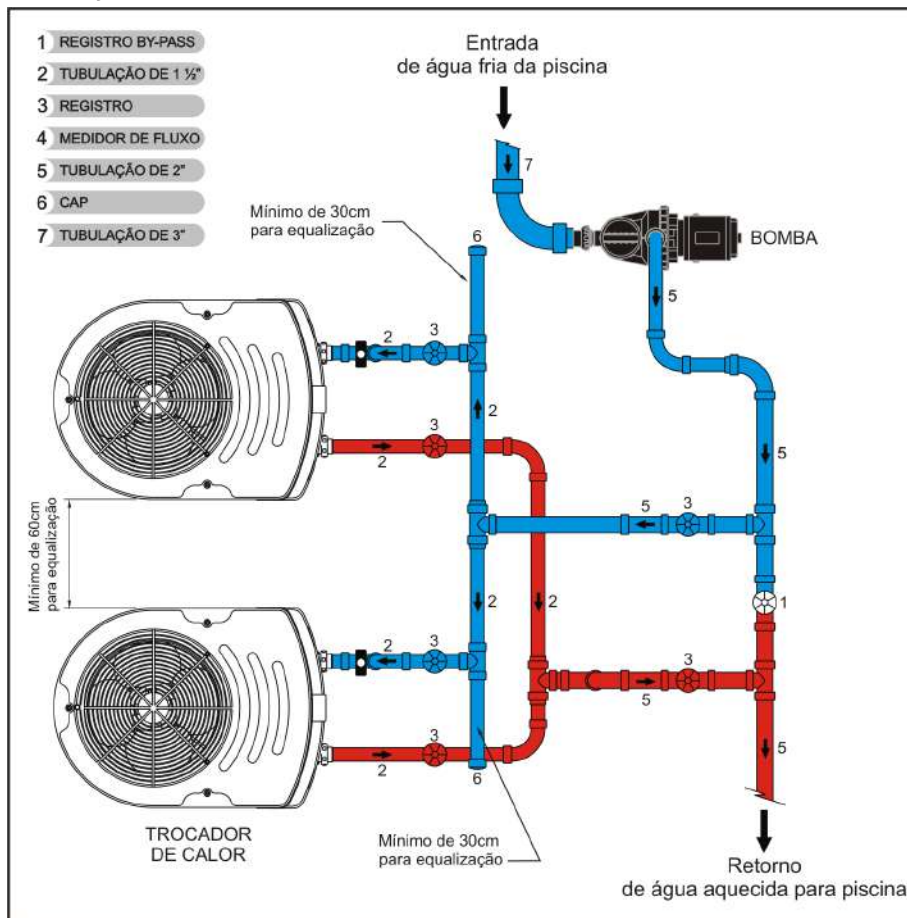 1 REGISTRO BY-PASS
2 TUBULAÇÃO DE 1 ½"
3 REGISTRO
4 MEDIDOR DE FLUXO
5 TUBULAÇÃO DE 2"
6 CAP
7 TUBULAÇÃO DE 3"
Entrada
de água fria da piscina
7
Mínimo de 30cm
para equalização
6
BOMBA
5
2
3
2
3
2
5
Mínimo de 60cm
para equalização
5
3
2
2
2
3
1
3
5
5
3
2
6
TROCADOR
DE CALOR
Mínimo de 30cm
para equalização
Retorno
de água aquecida para piscina